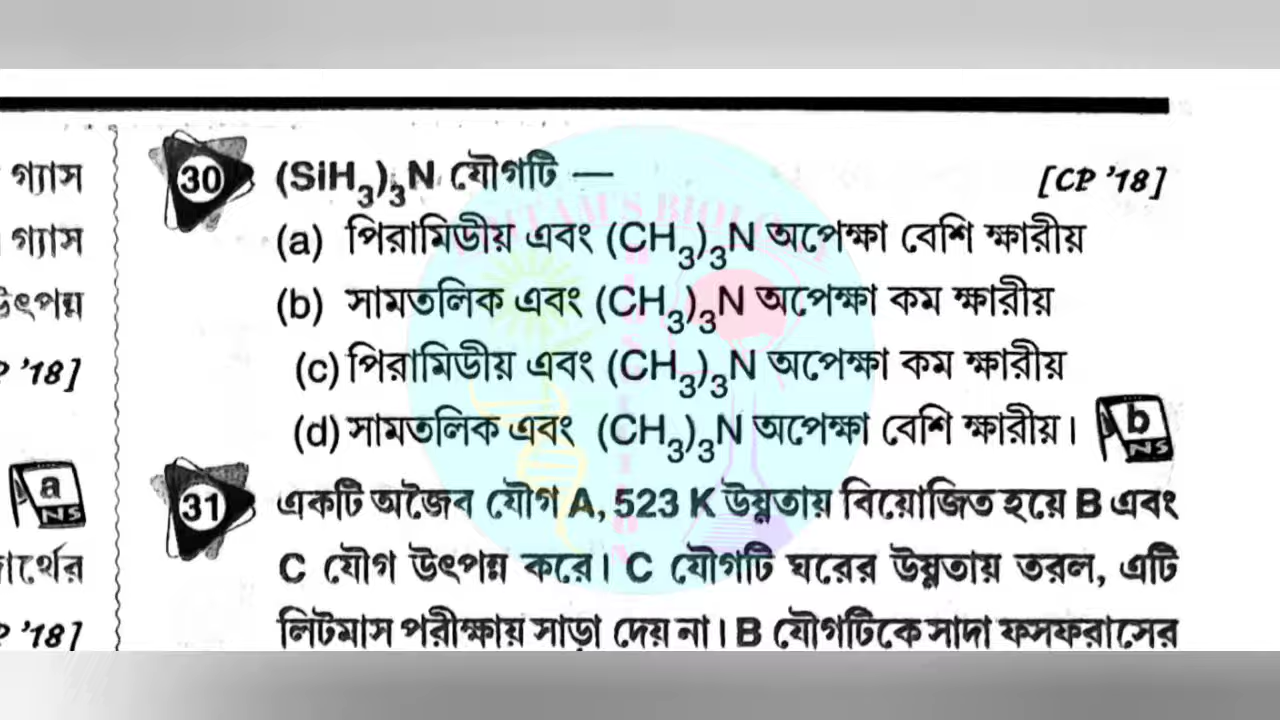 গ্যাস
গ্যাস
উৎপন্ন
'18]
a
NS
'18]
30 (SiH3)3N যৌগটি — [CP '18]
(a) পিরামিডীয় এবং (CH3)3N অপেক্ষা বেশি ক্ষারীয়
(b) সামতলিক এবং (CH3)3N অপেক্ষা কম ক্ষারীয়
(c) পিরামিডীয় এবং (CH3)3N অপেক্ষা কম ক্ষারীয়
(d) সামতলিক এবং (CH3)3N অপেক্ষা বেশি ক্ষারীয়।
b
NS
31 একটি অজৈব যৌগ A, 523 K উষ্ণতায় বিয়োজিত হয়ে B এবং
C যৌগ উৎপন্ন করে। C যৌগটি ঘরের উষ্ণতায় তরল, এটি
লিটমাস পরীক্ষায় সাড়া দেয় না। B যৌগটিকে সাদা ফসফরাসের